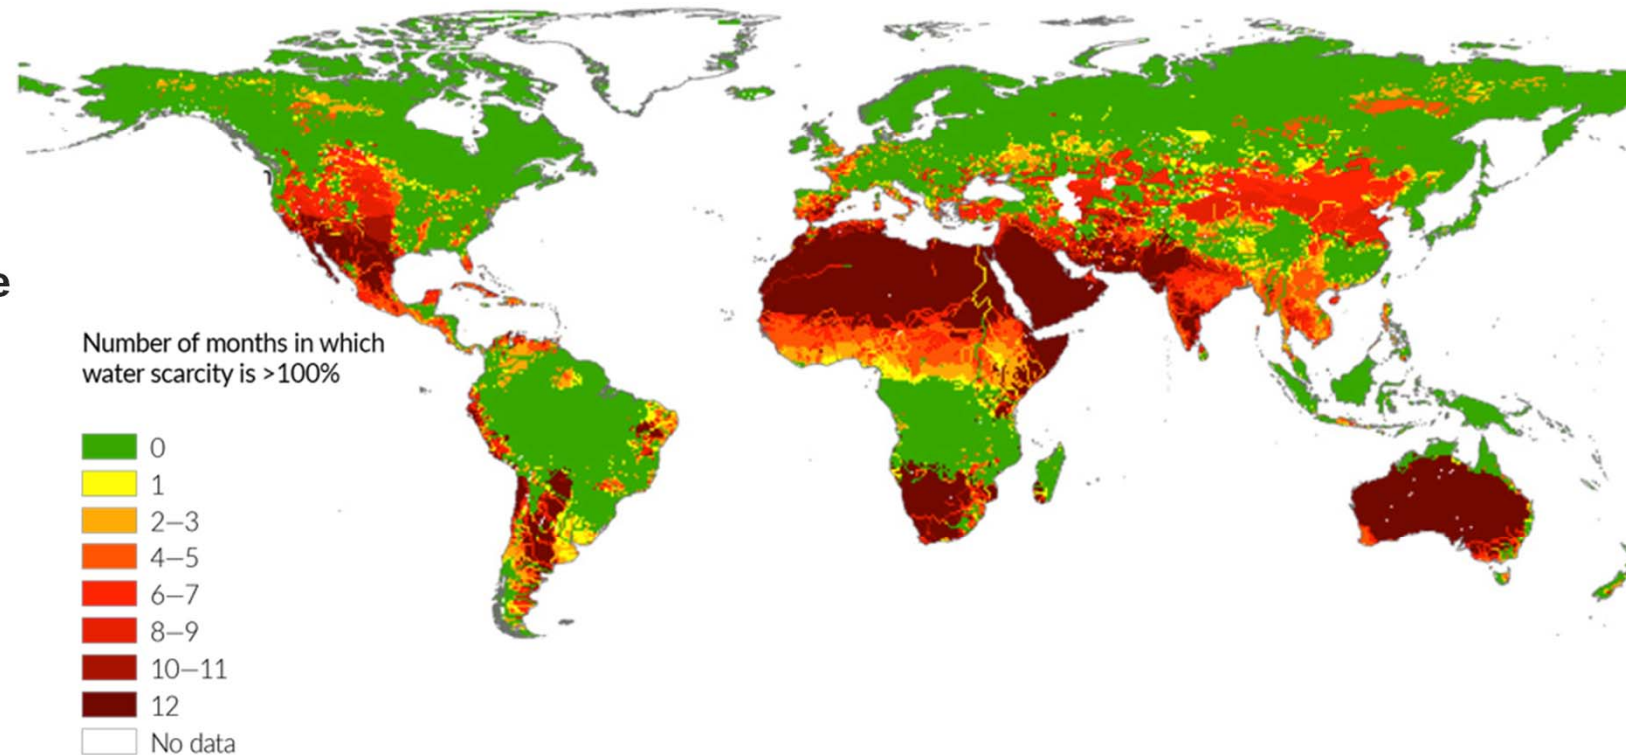 e
Number of months in which
water scarcity is >100%
0
1
2–3
4–5
6–7
8–9
10–11
12
No data